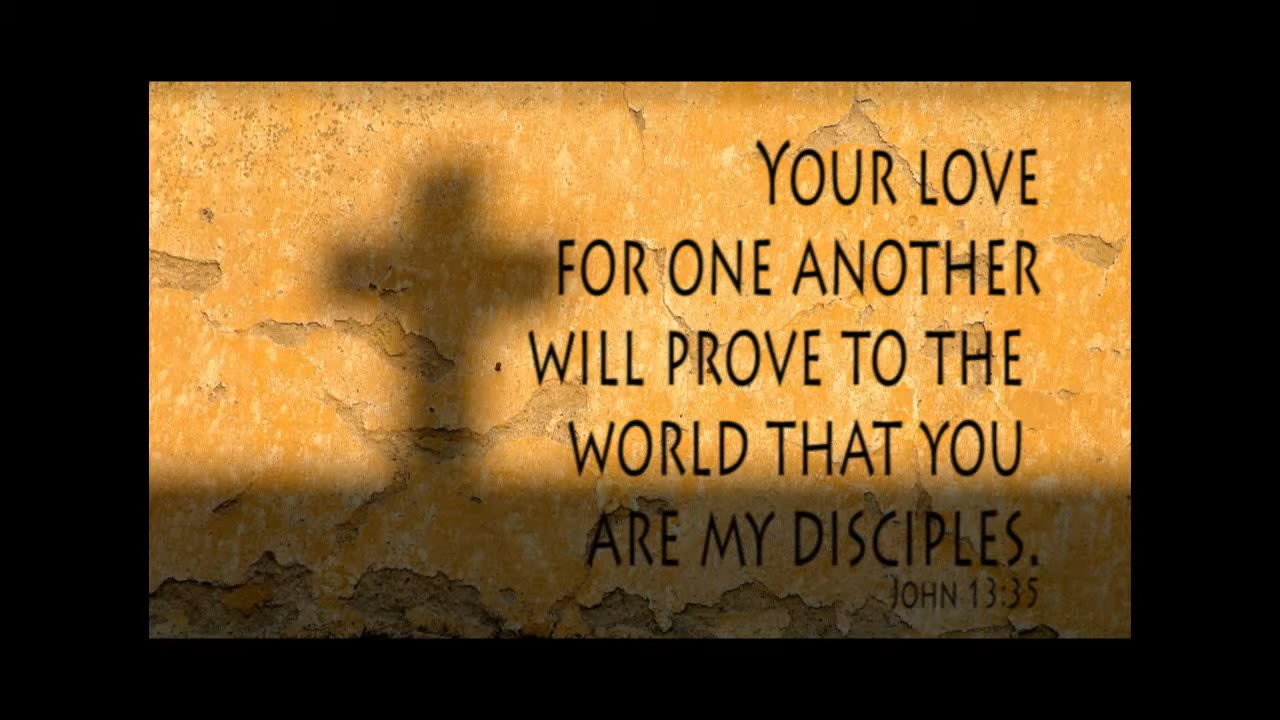 YOUR LOVE
FOR ONE ANOTHER
WILL PROVE TO THE
WORLD THAT YOU
ARE MY DISCIPLES.
JOHN 13:35